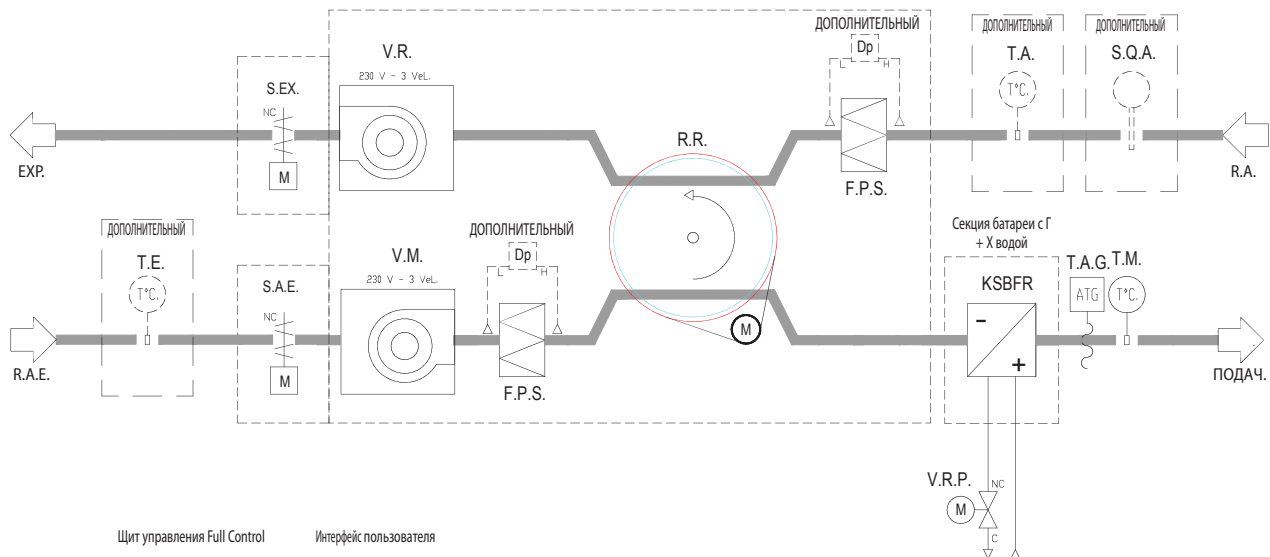 ДОПОЛНИТЕЛЬНЫЙ
ДОПОЛНИТЕЛЬНЫЙ
ДОПОЛНИТЕЛЬНЫЙ
V.R.
Dp
T.A.
S.Q.A.
230 V - 3 VeL.
L
H
S.EX.
T°C.
NC
M
R.R.
EXP.
F.P.S.
R.A.
ДОПОЛНИТЕЛЬНЫЙ
ДОПОЛНИТЕЛЬНЫЙ
Секция батареи с Г
+ X водой
T.E.
V.M.
Dp
T.A.G.
T.M.
230 V - 3 VeL.
L
H
S.A.E.
KSBFR
T°C.
ATG
T°C.
NC
-
M
+
R.A.E.
M
F.P.S.
ПОДАЧ.
V.R.P.
NC
M
C
Щит управления Full Control
Интерфейс пользователя